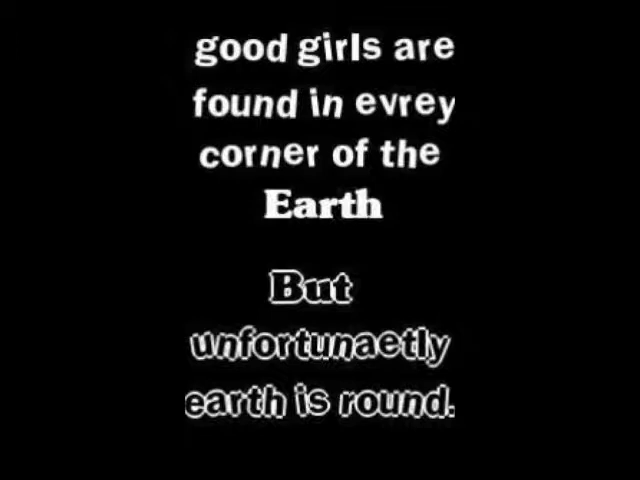 good girls are
found in evrey
corner of the
Earth
But
unfortunaetly
earth is round.